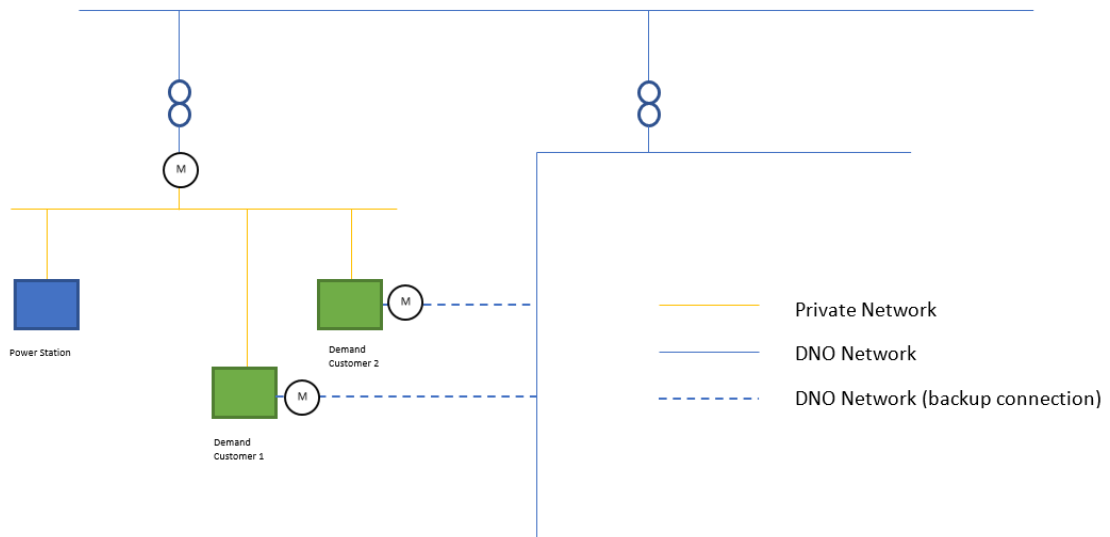 M
M
Power Station
Demand
Customer 2
M
Demand
Customer 1
Private Network
DNO Network
DNO Network (backup connection)